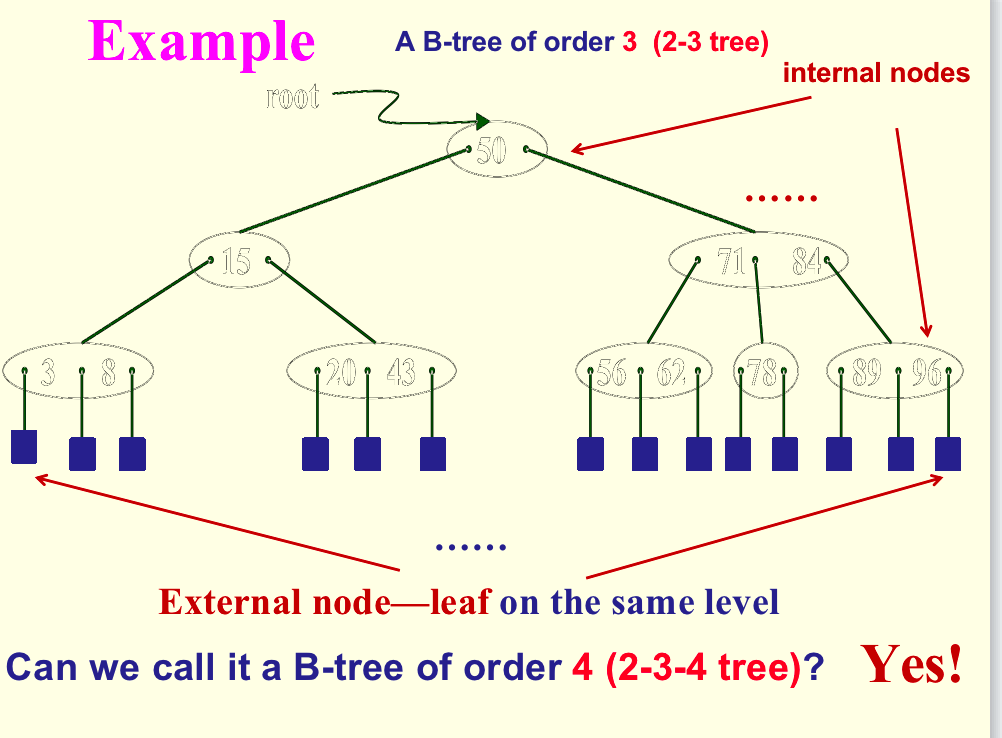 Example
A B-tree of order 3 (2-3 tree)
internal nodes
root
50
......
15
71 84
3 8
20 43
56 62
78
89 96
......
External node—leaf on the same level
Can we call it a B-tree of order 4 (2-3-4 tree)? Yes!